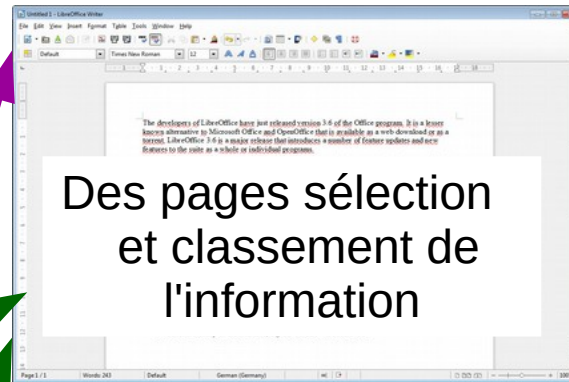 Untitled 1 - LibreOffice Writer
File Edit View Insert Format Table Tools Window Help
Default Times New Roman 12
The developers of LibreOffice have just released version 3.6 of the Office program. It is a lesser
known alternative to Microsoft Office and OpenOffice that is available as a web download or as a
torrent. LibreOffice 3.6 is a major release that introduces a number of feature updates and new
features to the suite as a whole or individual programs.
Des pages sélection
et classement de
l'information
Page 1 / 1 Words: 243 Default German (Germany)